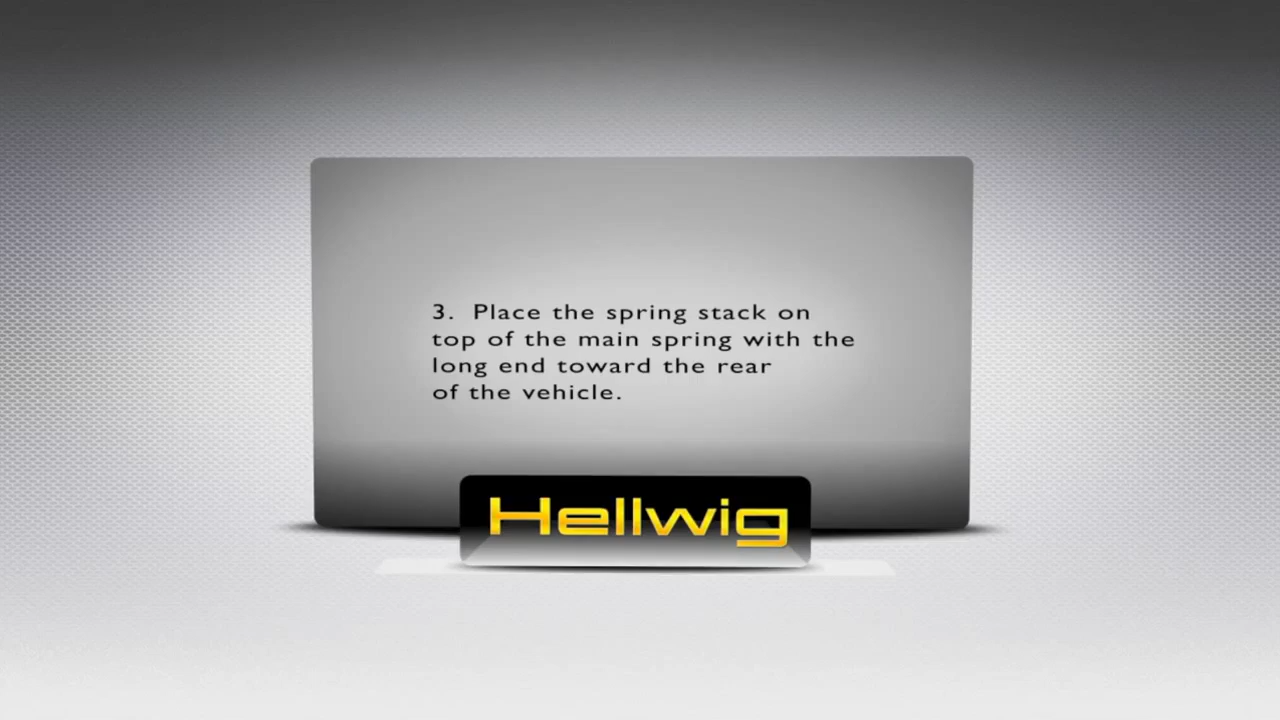 3. Place the spring stack on
top of the main spring with the
long end toward the rear
of the vehicle.
Hellwig